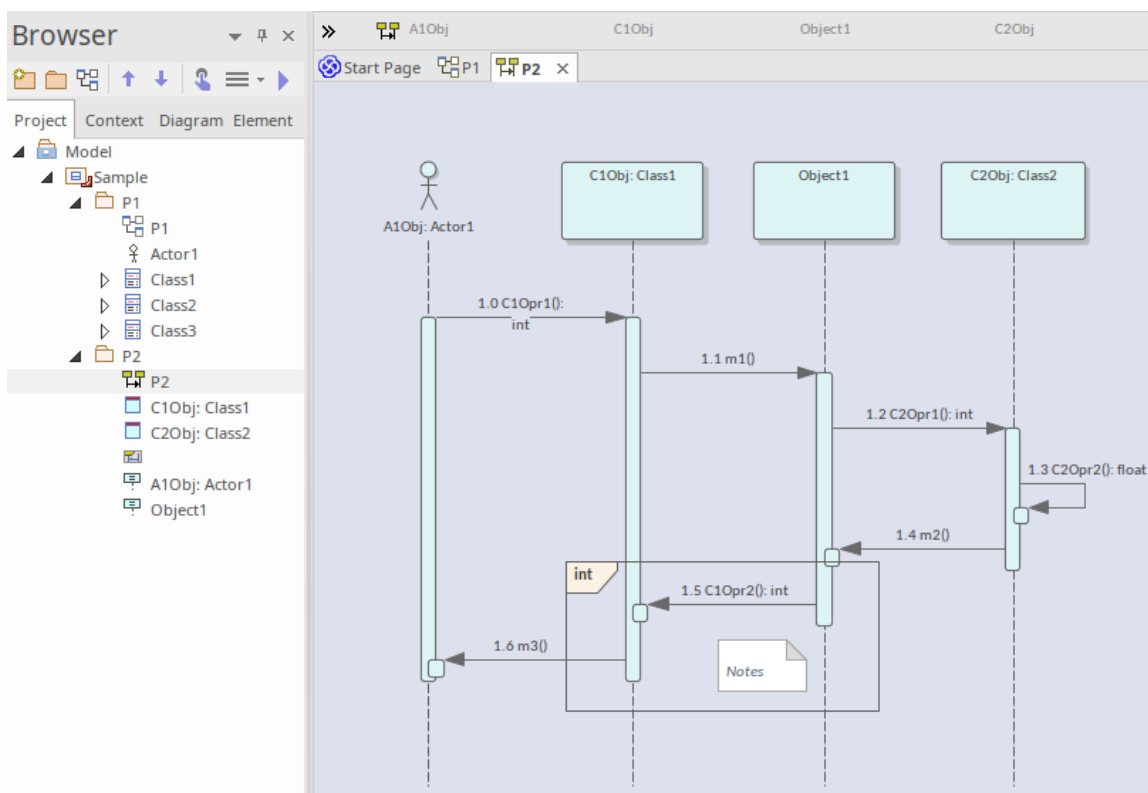 Browser
Project Context Diagram Element
Model
Sample
P1
P1
Actor1
Class1
Class2
Class3
P2
P2
C1Obj: Class1
C2Obj: Class2
A1Obj: Actor1
Object1
A1Obj C1Obj Object1 C2Obj
Start Page P1 P2
A1Obj: Actor1
C1Obj: Class1
Object1
C2Obj: Class2
1.0 C1Opr1():
int
1.1 m1()
1.2 C2Opr1(): int
1.3 C2Opr2(): float
1.4 m2()
int
1.5 C1Opr2(): int
1.6 m3()
Notes